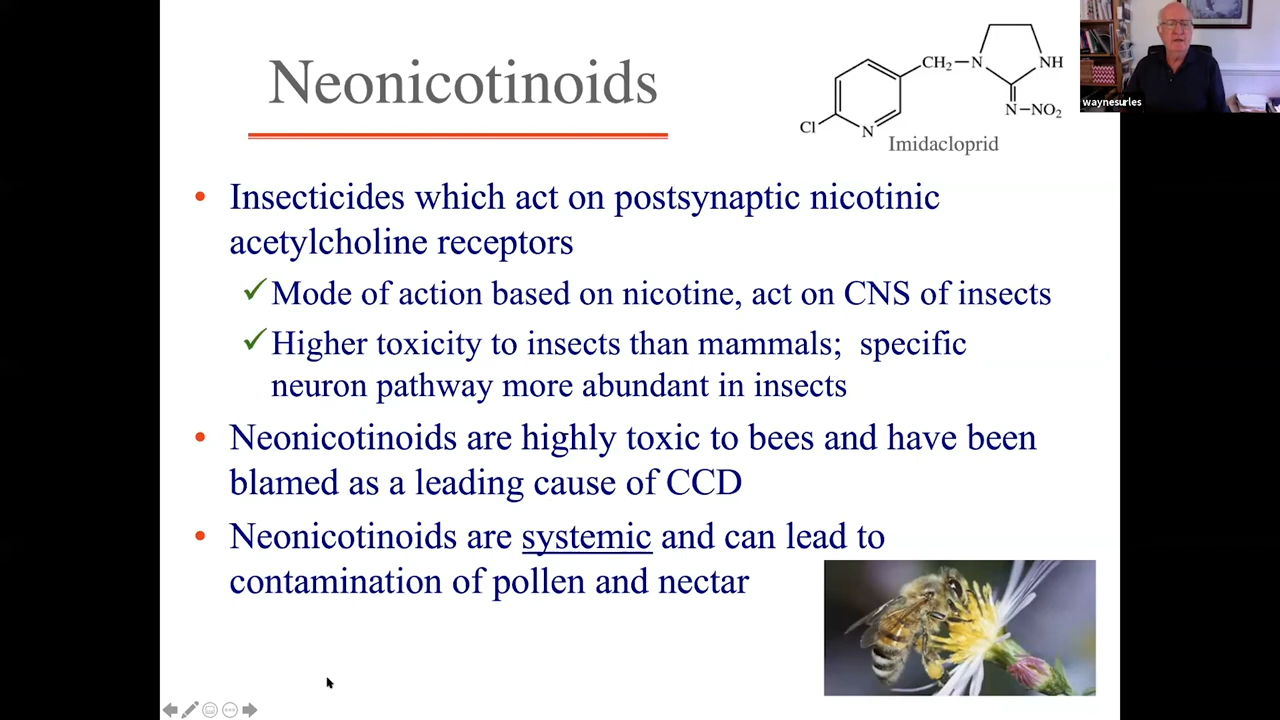 Neonicotinoids
CH2 N NH
N NO2
Cl N
Imidacloprid
waynesurles
• Insecticides which act on postsynaptic nicotinic
acetylcholine receptors
✓ Mode of action based on nicotine, act on CNS of insects
✓ Higher toxicity to insects than mammals; specific
neuron pathway more abundant in insects
• Neonicotinoids are highly toxic to bees and have been
blamed as a leading cause of CCD
• Neonicotinoids are systemic and can lead to
contamination of pollen and nectar